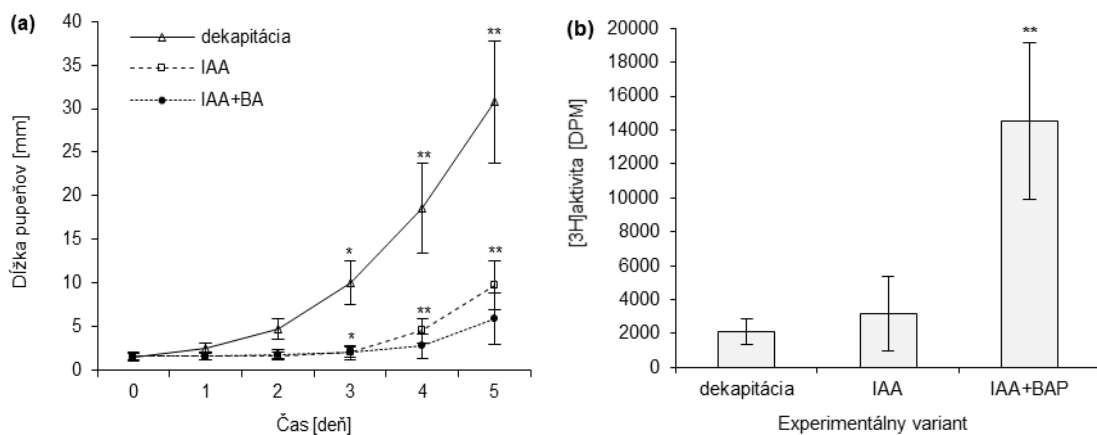 (a)
40
35
30
25
20
15
10
5
0
Dĺžka pupeňov [mm]
dekapitácia
IAA
IAA+BA
*
**
**
*
**
**
0 1 2 3 4 5
Čas [deň]
(b)
20000
18000
16000
14000
12000
10000
8000
6000
4000
2000
0
[3H]aktivita [DPM]
**
dekapitácia IAA IAA+BAP
Experimentálny variant